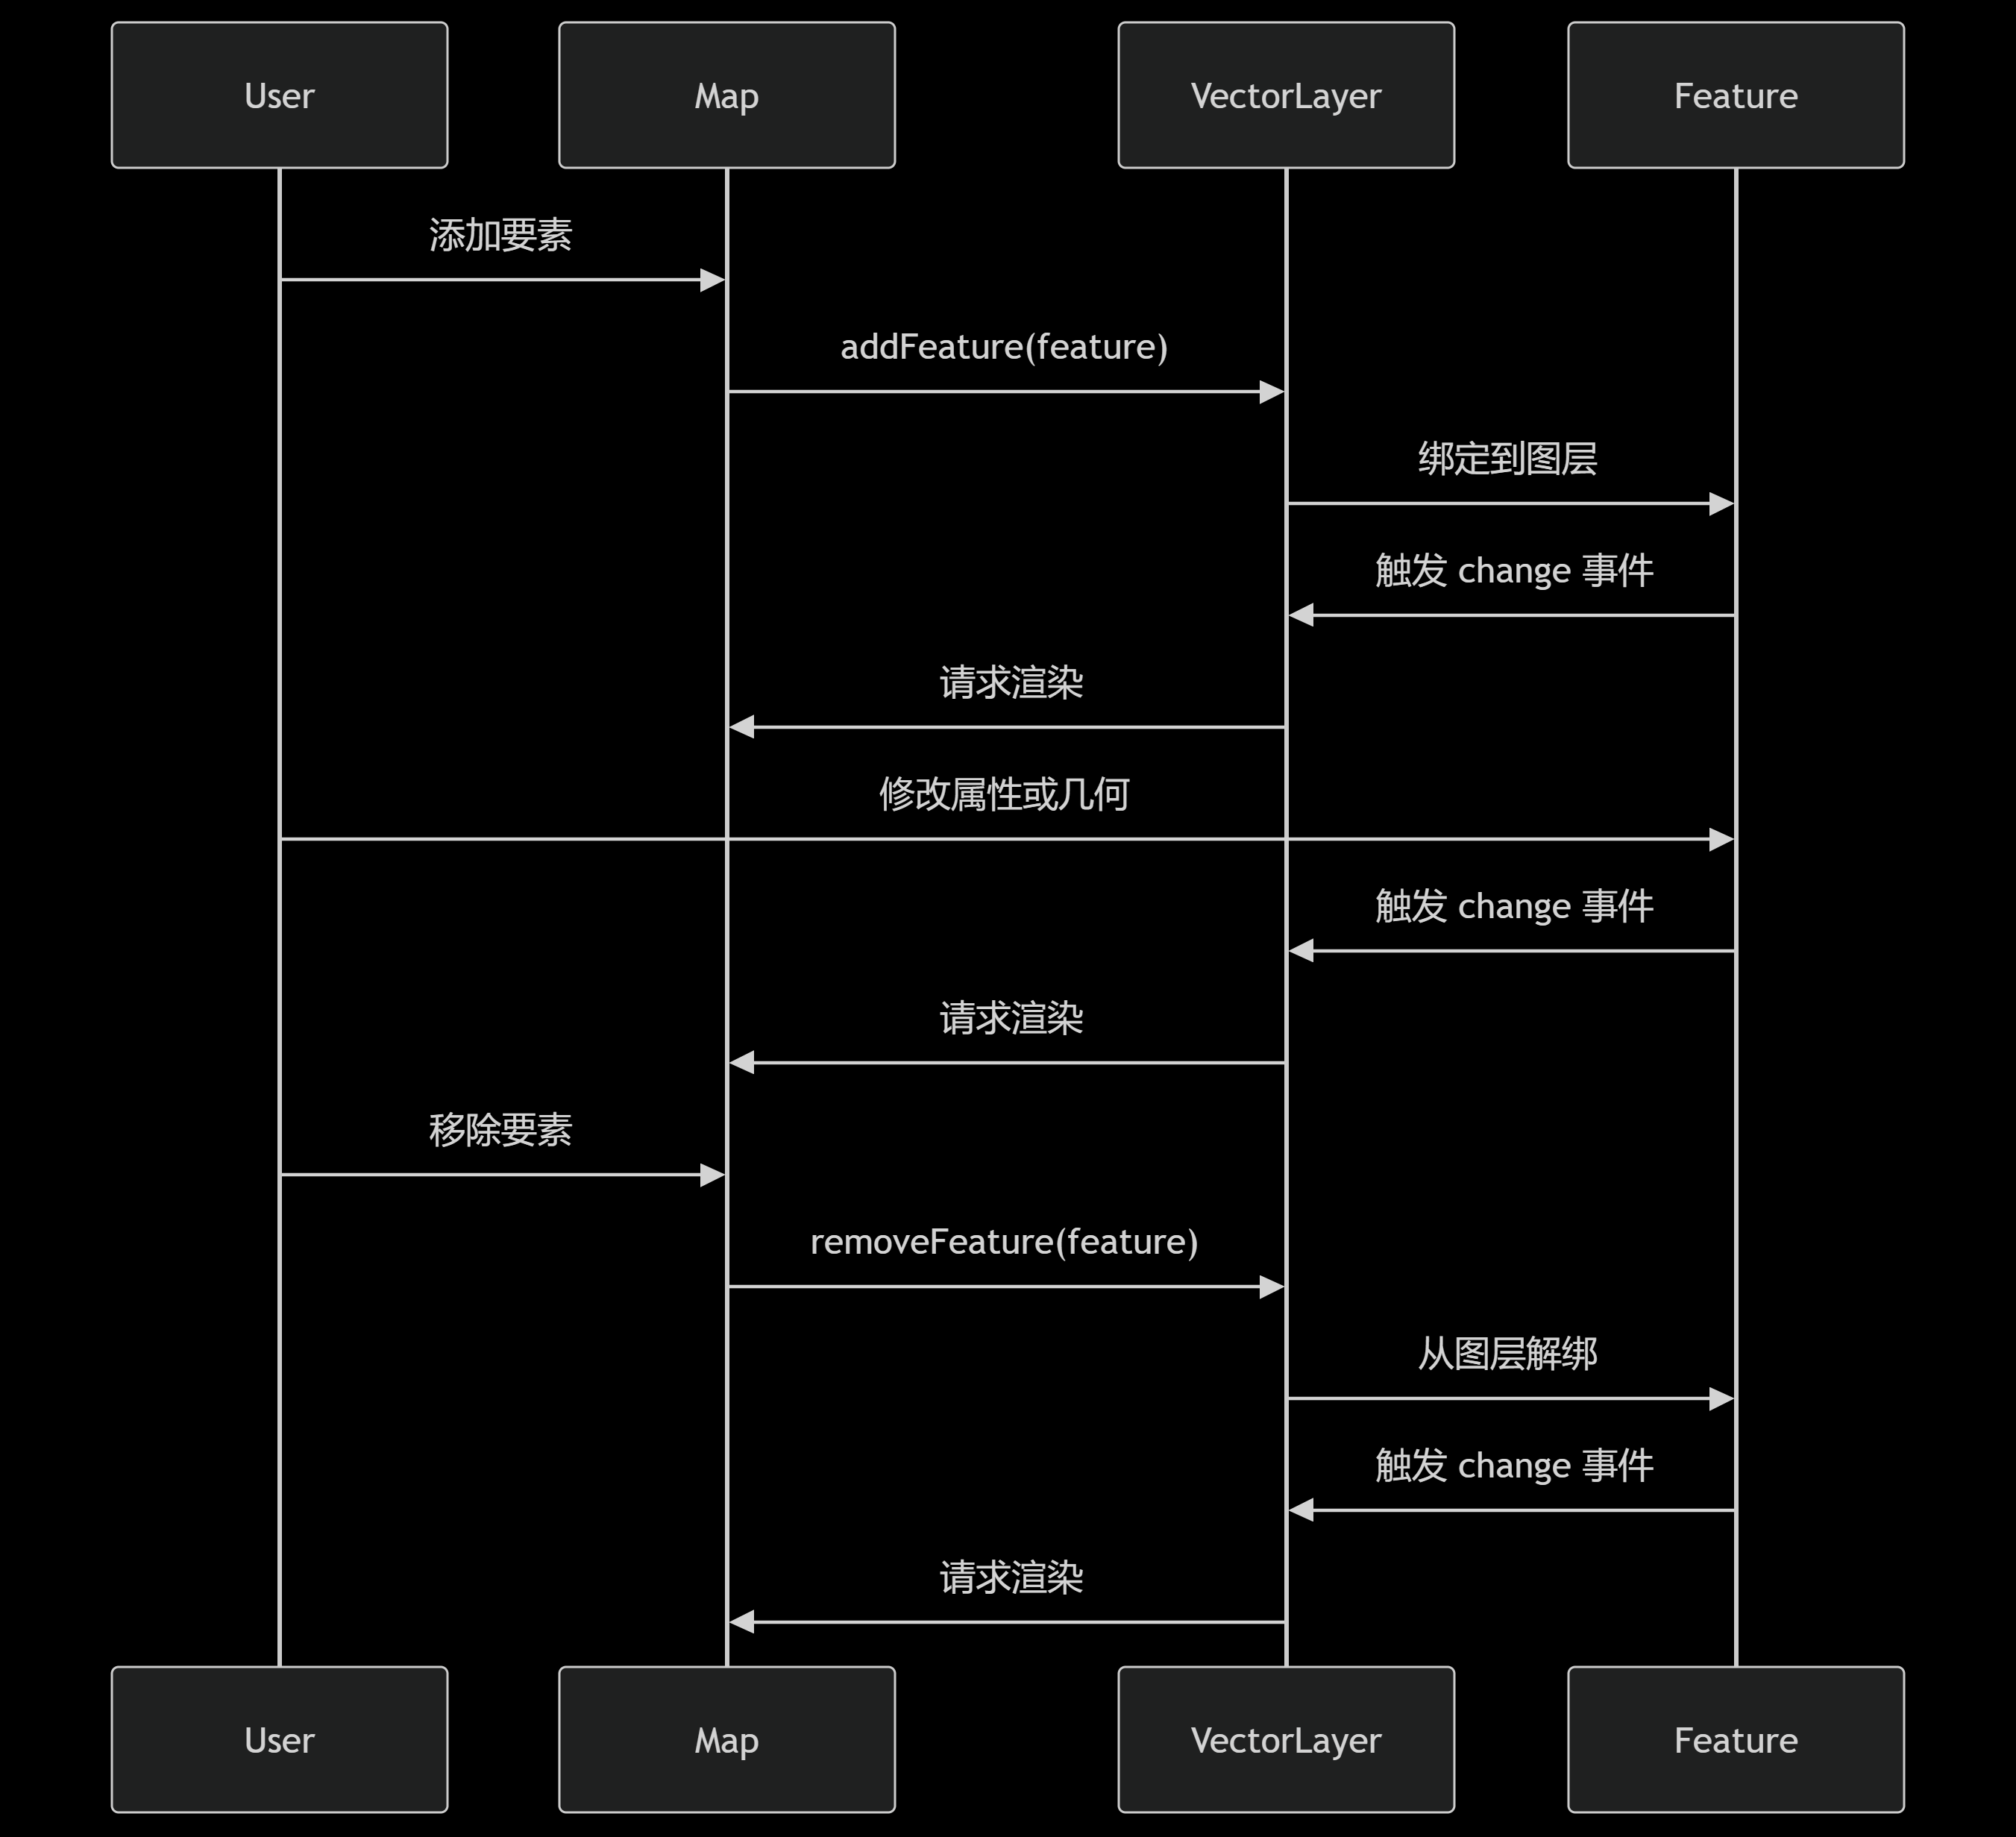 User
Map
VectorLayer
Feature
添加要素
addFeature(feature)
绑定到图层
触发 change 事件
请求渲染
修改属性或几何
触发 change 事件
请求渲染
移除要素
removeFeature(feature)
从图层解绑
触发 change 事件
请求渲染
User
Map
VectorLayer
Feature